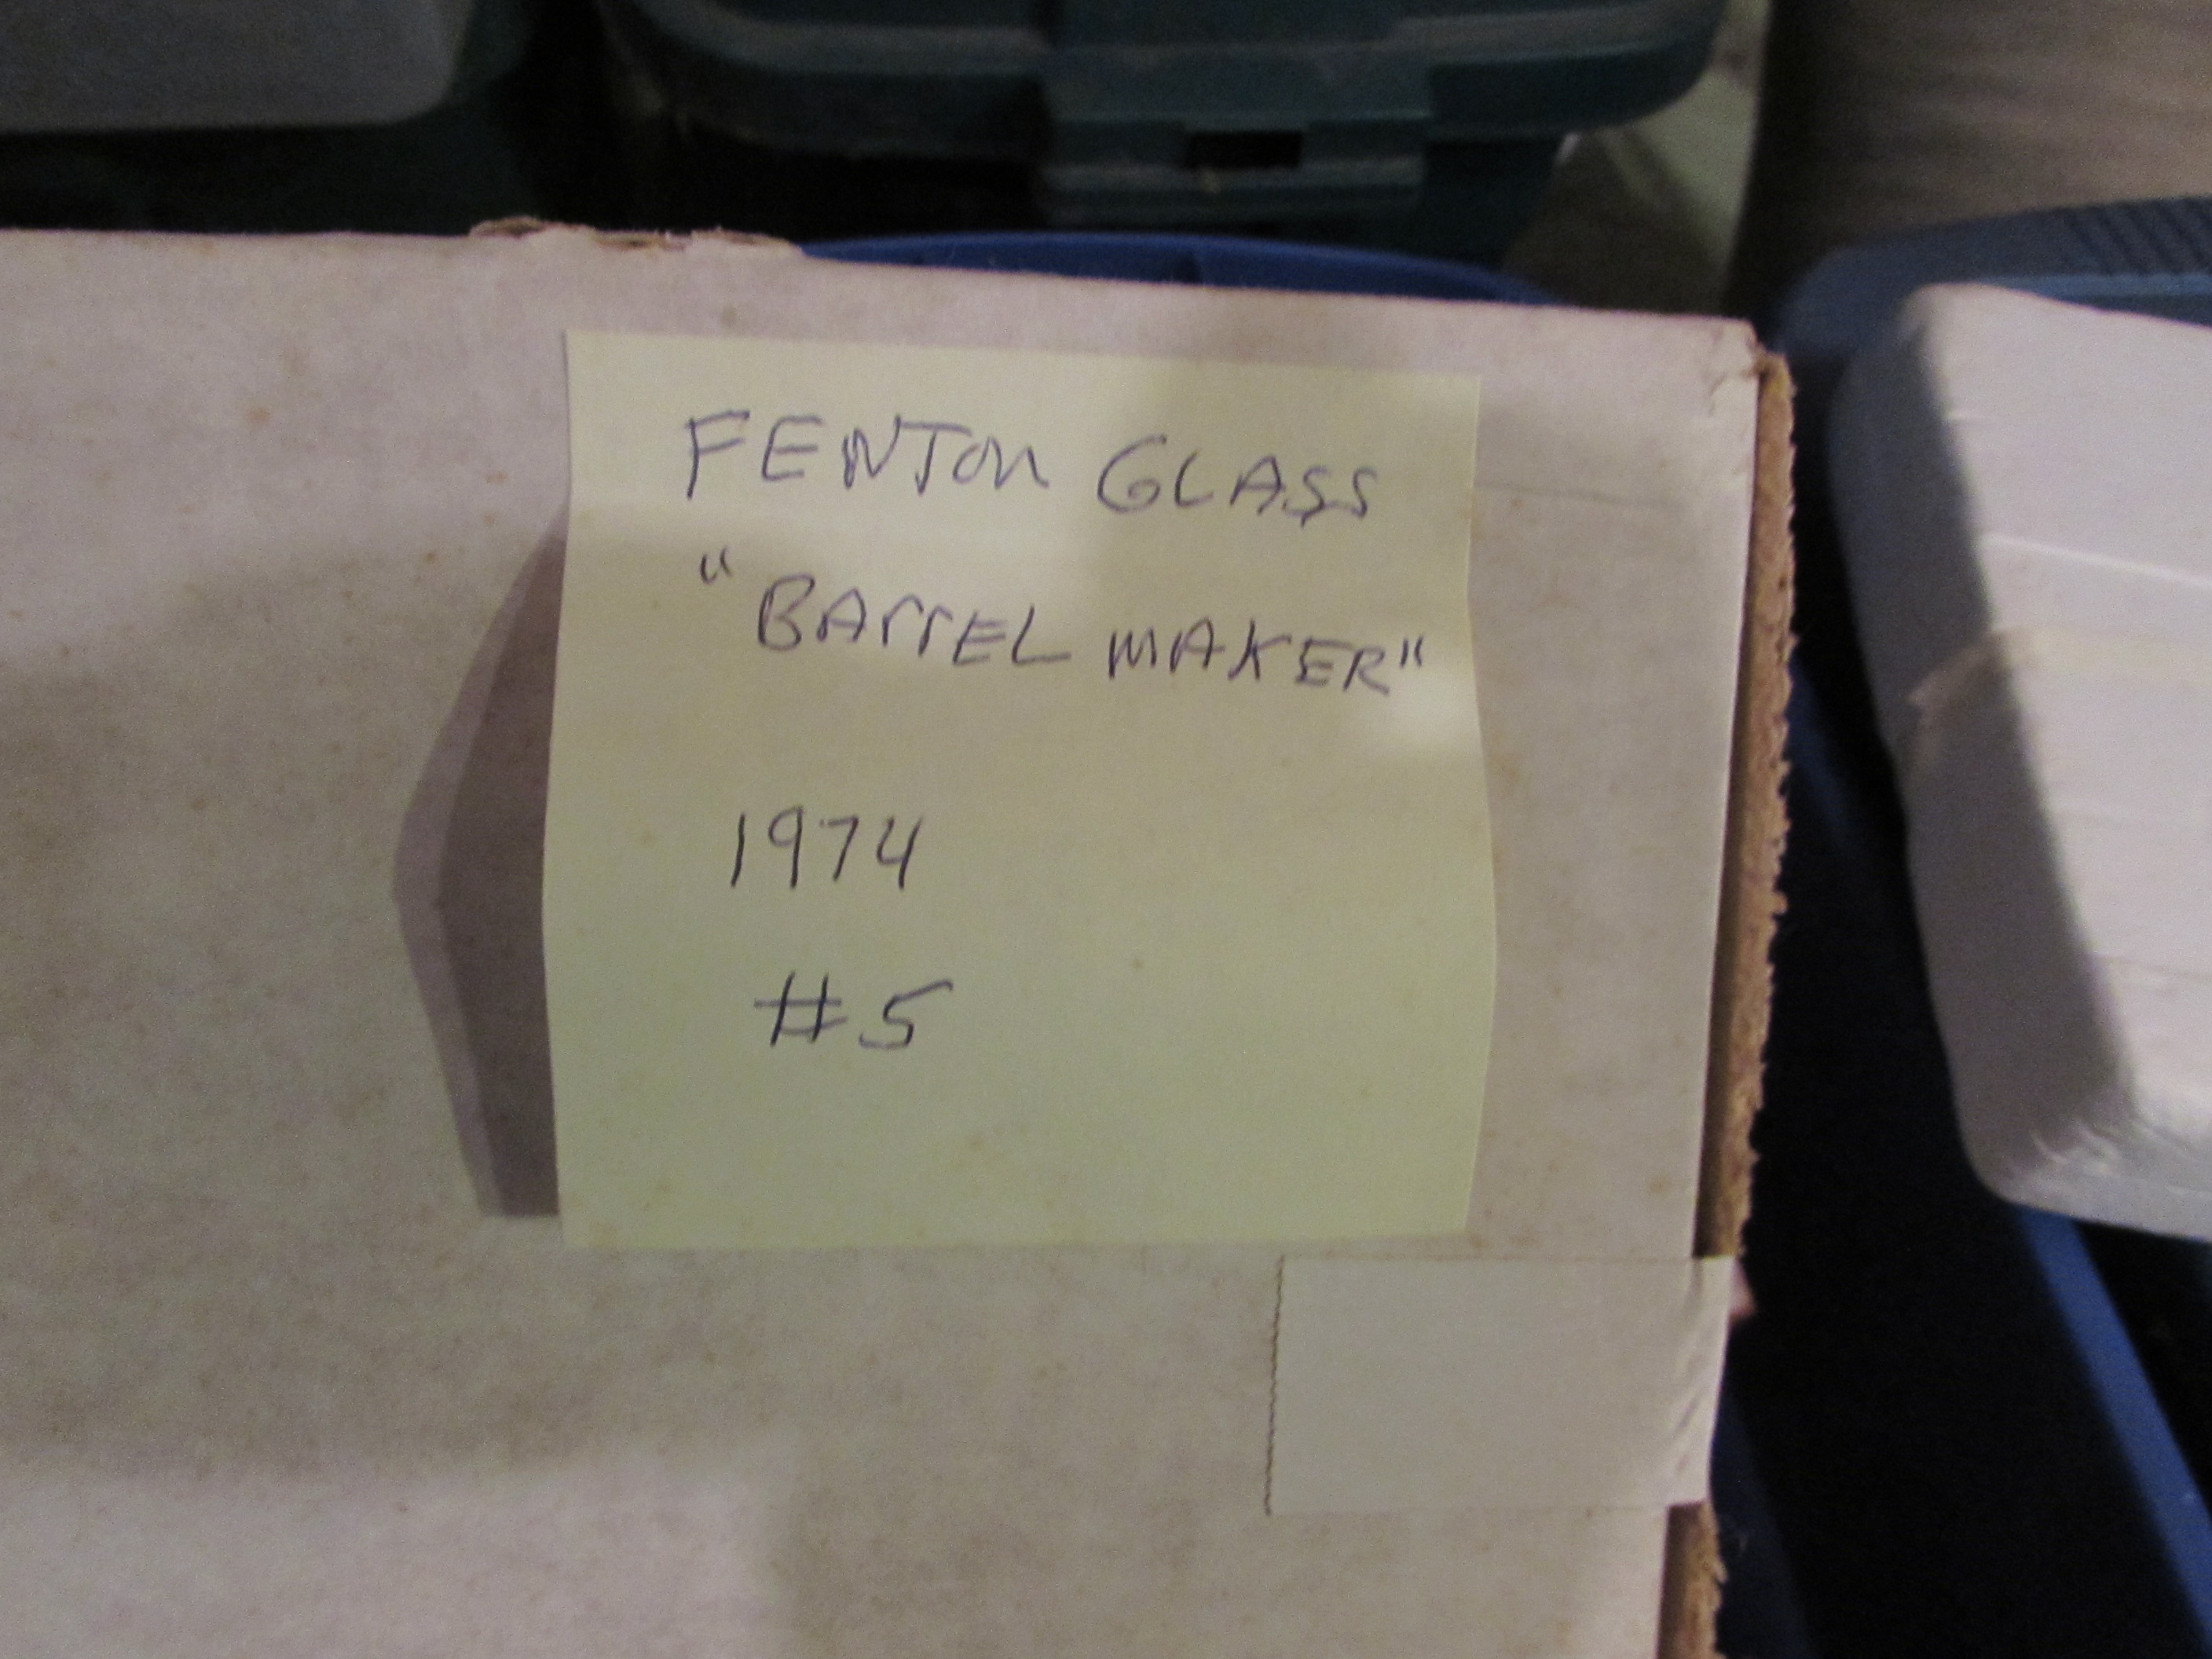 FENTON GLASS
"BARREL MAKER"
1974
#5